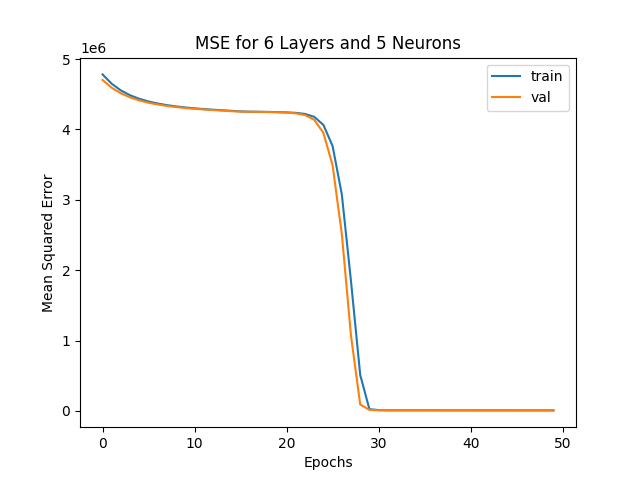 MSE for 6 Layers and 5 Neurons
1e6
5
4
3
2
1
0
Mean Squared Error
train
val
0 10 20 30 40 50
Epochs